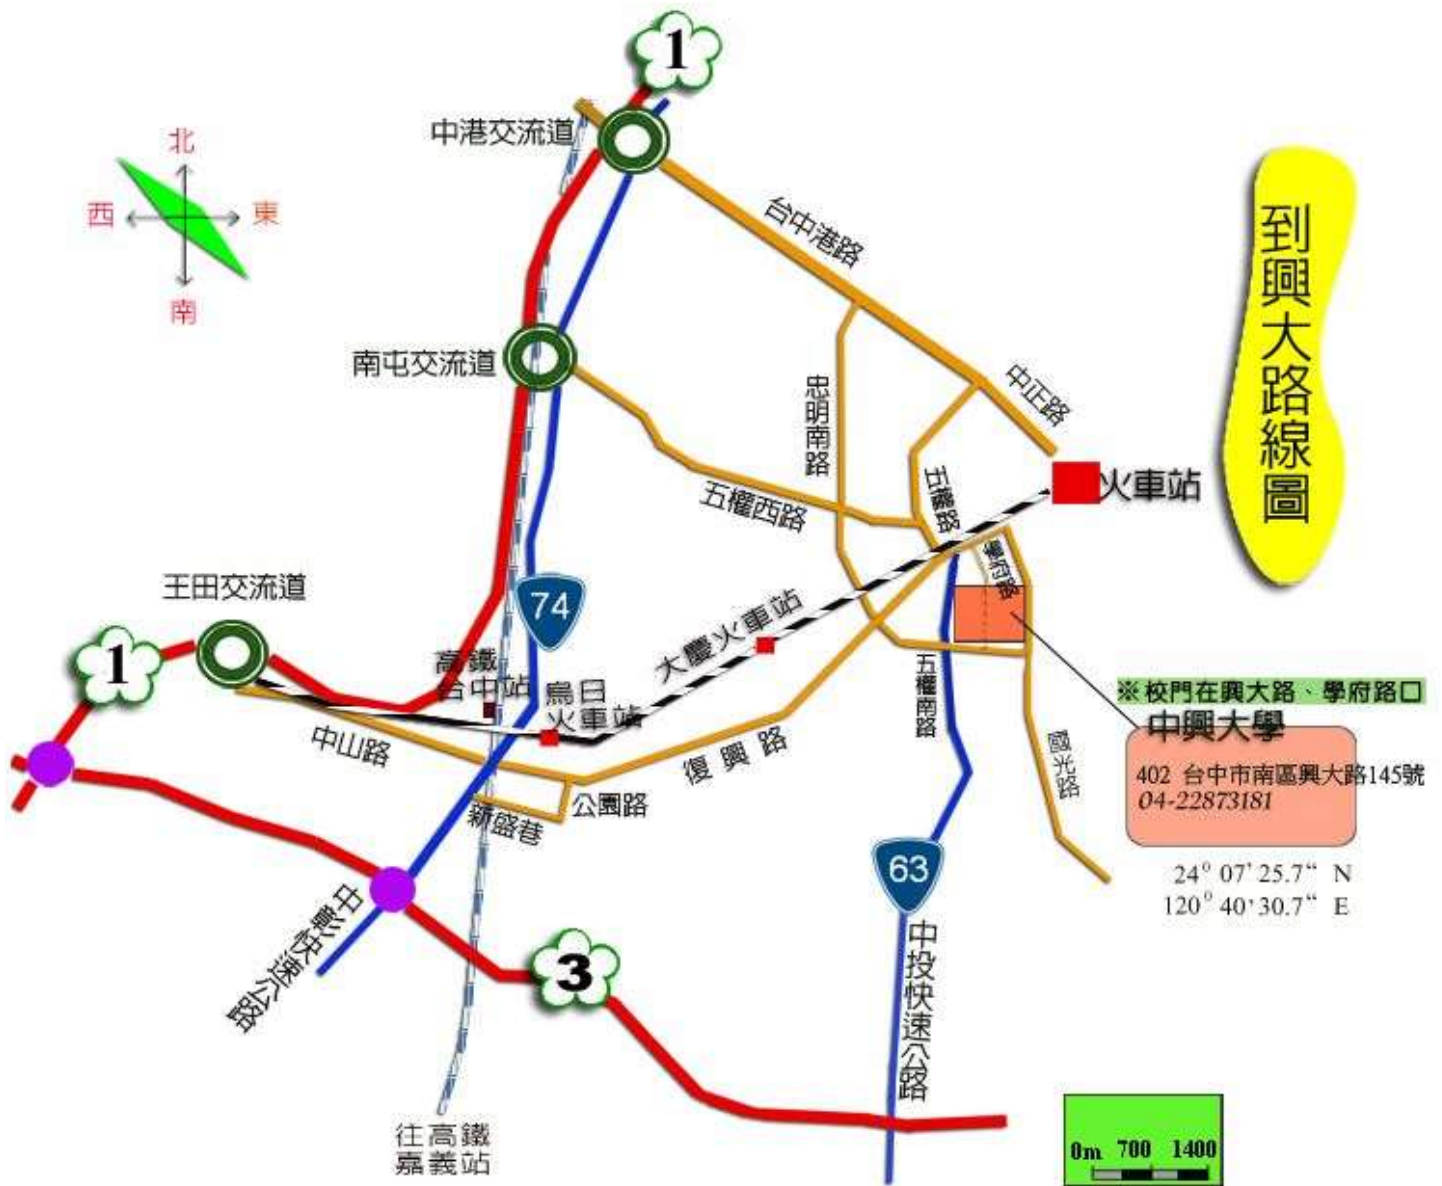 1
中港交流道
北
西
東
南
台中港路
到興大路線圖
南屯交流道
中正路
忠明南路
五權西路
五權路
火車站
學府路
王田交流道
74
大慶火車站
1
高鐵
台中站
烏日
火車站
五權南路
※校門在興大路、學府路口
中山路
復興路
國光路
中興大學
402 台中市南區興大路145號
04-22873181
公園路
新盛巷
63
24° 07' 25.7“ N
120° 40' 30.7“ E
中彰快速公路
3
中投快速公路
往高鐵
嘉義站
0m 700 1400